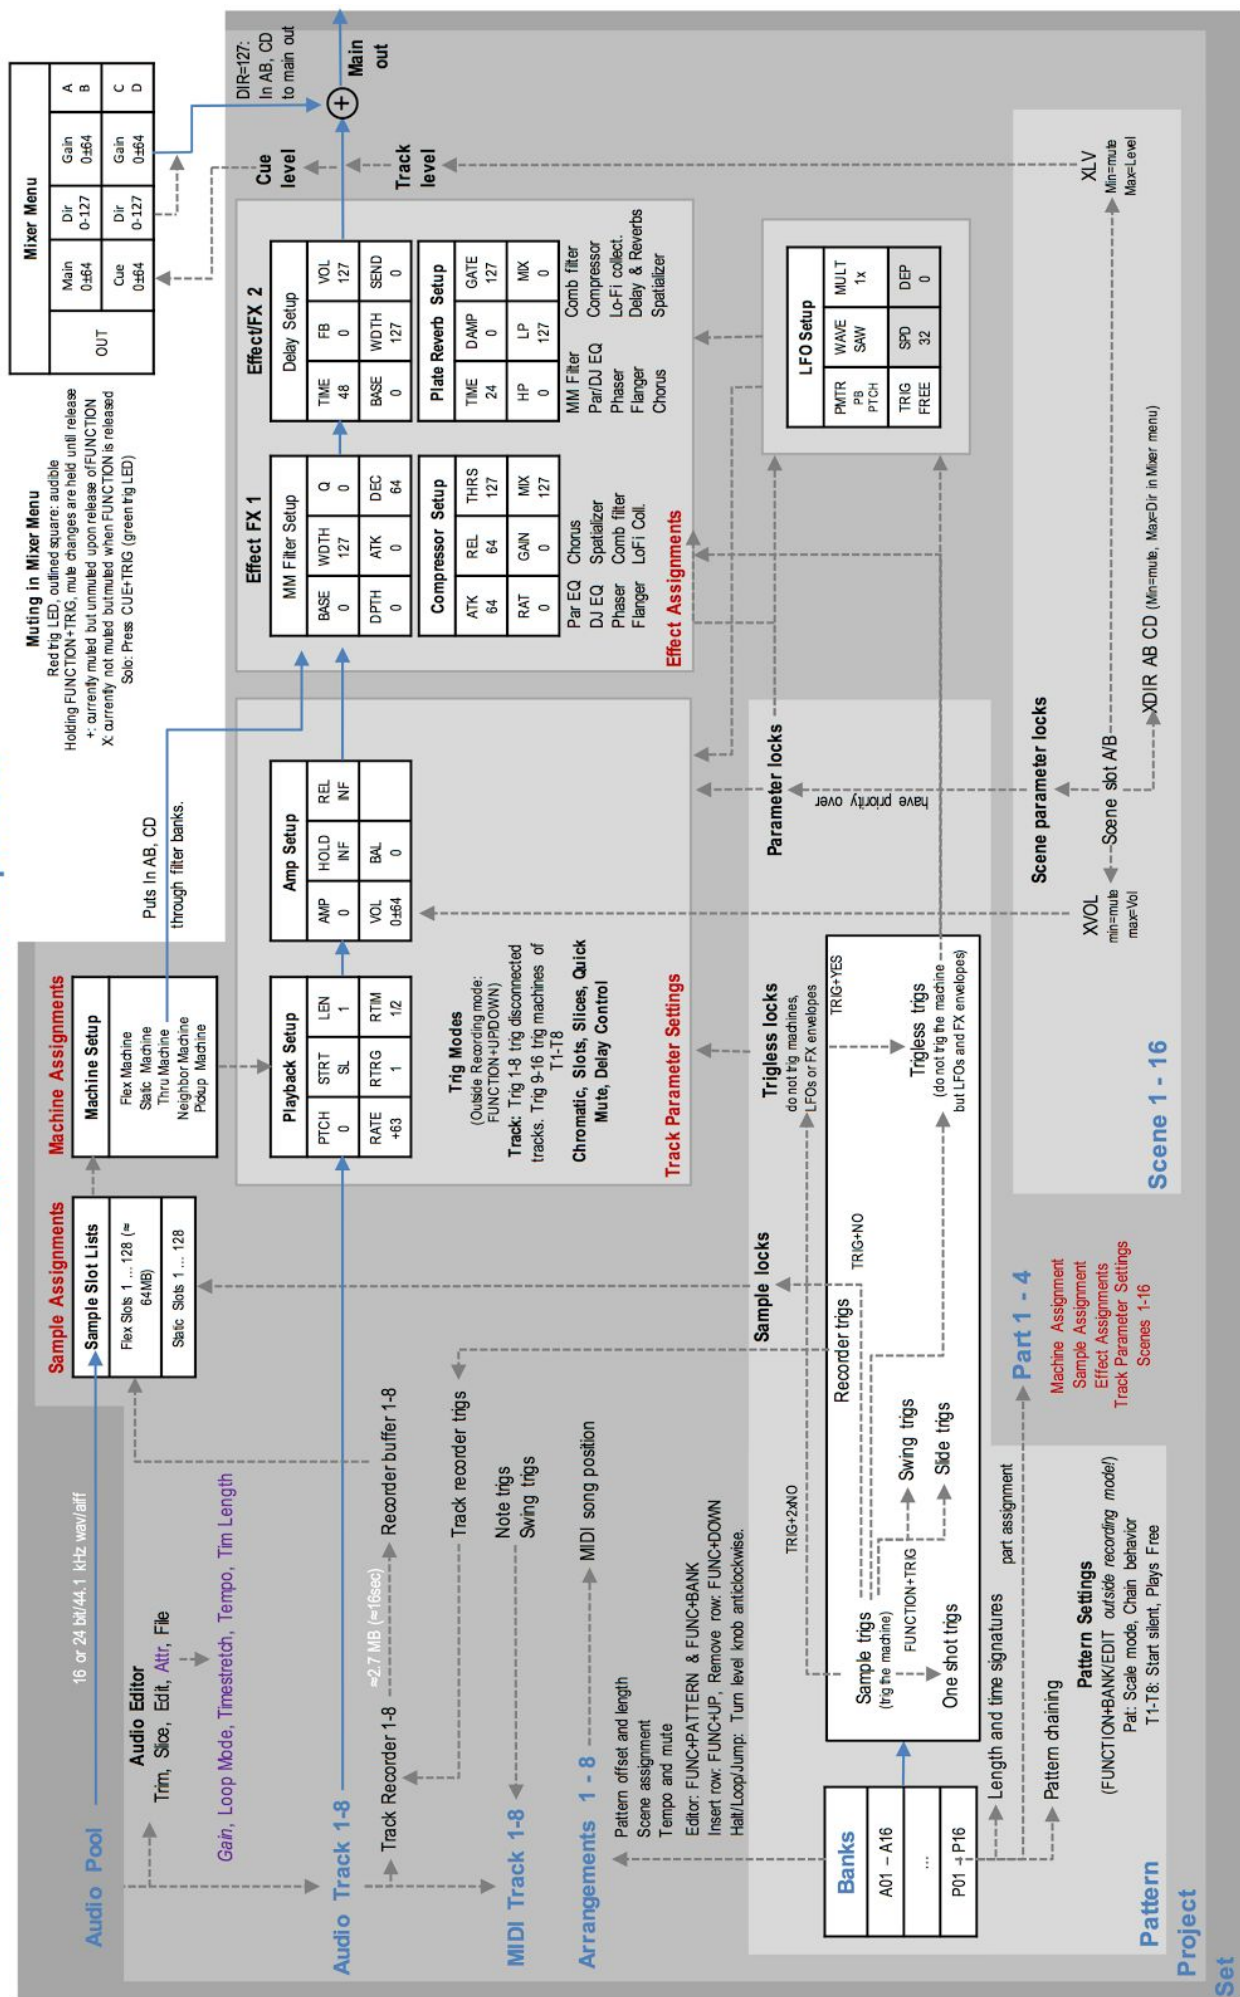 Audio Pool
16 or 24 bit/44.1 kHz wav/aiff
Audio Editor
Trim, Slice, Edit, Attr, File
Gain, Loop Mode, Timestretch, Tempo, Tim Length
Sample Assignments
Sample Slot Lists
Flex Slots 1 ... 128 (≈
64MB)
Static Slots 1 ... 128
Machine Assignments
Machine Setup
Flex Machine
Static Machine
Thru Machine
Neighbor Machine
Pickup Machine
Puts In AB, CD
through filter banks.
Muting in Mixer Menu
Red trig LED, outlined square: audible
Holding FUNCTION+TRIG, mute changes are held until release
+: currently muted but unmuted upon release of FUNCTION
X: currently not muted but muted when FUNCTION is released
Solo: Press CUE+TRIG (green trig LED)
Mixer Menu
OUT
Main Dir Gain A
0±64 0-127 0±64 B
Cue Dir Gain C
0±64 0-127 0±64 D
DIR=127:
In AB, CD
to main out
Main
out
Cue
level
Track
level
Audio Track 1-8
Track Recorder 1-8
≈2.7 MB (≈16sec)
Recorder buffer 1-8
Track recorder trigs
MIDI Track 1-8
Note trigs
Swing trigs
Arrangements 1 - 8
MIDI song position
Pattern offset and length
Scene assignment
Tempo and mute
Editor: FUNC+PATTERN & FUNC+BANK
Insert row: FUNC+UP, Remove row: FUNC+DOWN
Halt/Loop/Jump: Turn level knob anticlockwise.
Playback Setup
PTCH STRT LEN
0 SL 1
RATE RTRG RTIM
+63 1 1/2
Amp Setup
AMP HOLD REL
0 INF INF
VOL BAL
0±64 0
Trig Modes
(Outside Recording mode:
FUNCTION+UP/DOWN)
Track: Trig 1-8 trig disconnected
tracks. Trig 9-16 trig machines of
T1-T8
Chromatic, Slots, Slices, Quick
Mute, Delay Control
Track Parameter Settings
Effect FX 1
MM Filter Setup
BASE WDTH Q
0 127 0
DPTH ATK DEC
0 0 64
Compressor Setup
ATK REL THRS
64 64 127
RAT GAIN MIX
0 0 127
Par EQ Chorus
DJ EQ Spatializer
Phaser Comb filter
Flanger LoFi Coll.
Effect Assignments
Effect/FX 2
Delay Setup
TIME FB VOL
48 0 127
BASE WDTH SEND
0 127 0
Plate Reverb Setup
TIME DAMP GATE
24 0 127
HP LP MIX
0 127 0
MM Filter Comb filter
Par/DJ EQ Compressor
Phaser Lo-Fi collect.
Flanger Delay & Reverbs
Chorus Spatializer
LFO Setup
PMTR WAVE MULT
PB SAW 1x
PTCH
TRIG SPD DEP
FREE 32 0
Sample locks
Trigless locks
do not trig machines,
LFOs or FX envelopes
Parameter locks
have priority over
Scene parameter locks
Scene slot A/B
XVOL
min=mute
max=Vol
XDIR AB CD (Min=mute, Max=Dir in Mixer menu)
XLV
Min=mute
Max=Level
Scene 1 - 16
TRIG+2xNO
Recorder trigs
TRIG+NO
TRIG+YES
Sample trigs
(trig the machine)
FUNCTION+TRIG
One shot trigs
Swing trigs
Slide trigs
Trigless trigs
(do not trig the machine
but LFOs and FX envelopes)
Banks
A01 – A16
...
P01 – P16
Length and time signatures
part assignment
Pattern chaining
Part 1 - 4
Machine Assignment
Sample Assignment
Effect Assignments
Track Parameter Settings
Scenes 1-16
Pattern Settings
(FUNCTION+BANK/EDIT outside recording mode!)
Pat: Scale mode, Chain behavior
T1-T8: Start silent, Plays Free
Pattern
Project
Set